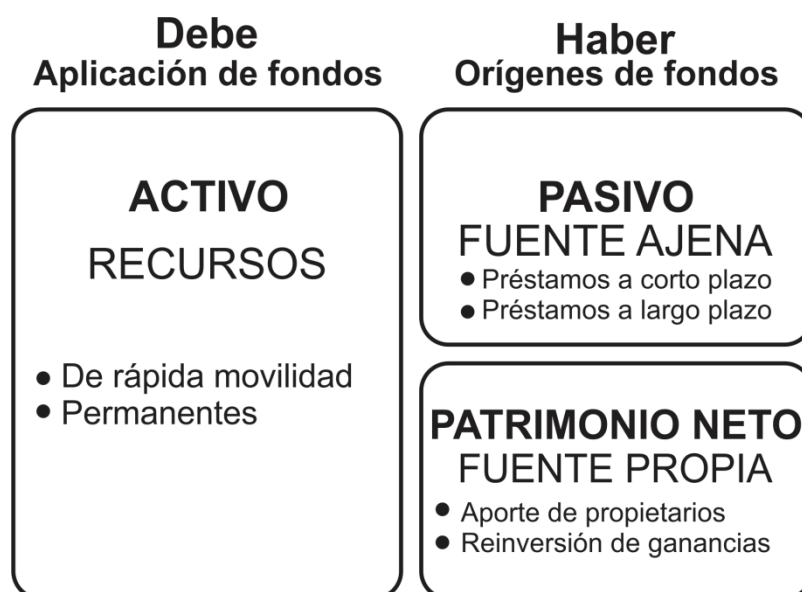 Debe
Aplicación de fondos
ACTIVO
RECURSOS
● De rápida movilidad
● Permanentes
Haber
Orígenes de fondos
PASIVO
FUENTE AJENA
● Préstamos a corto plazo
● Préstamos a largo plazo
PATRIMONIO NETO
FUENTE PROPIA
● Aporte de propietarios
● Reinversión de ganancias